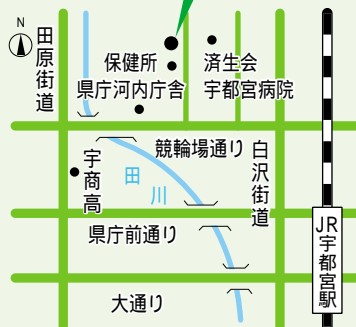 N
田原街道
保健所
済生会
宇都宮病院
県庁河内庁舎
競輪場通り
白沢街道
宇商高
田川
県庁前通り
JR宇都宮駅
大通り